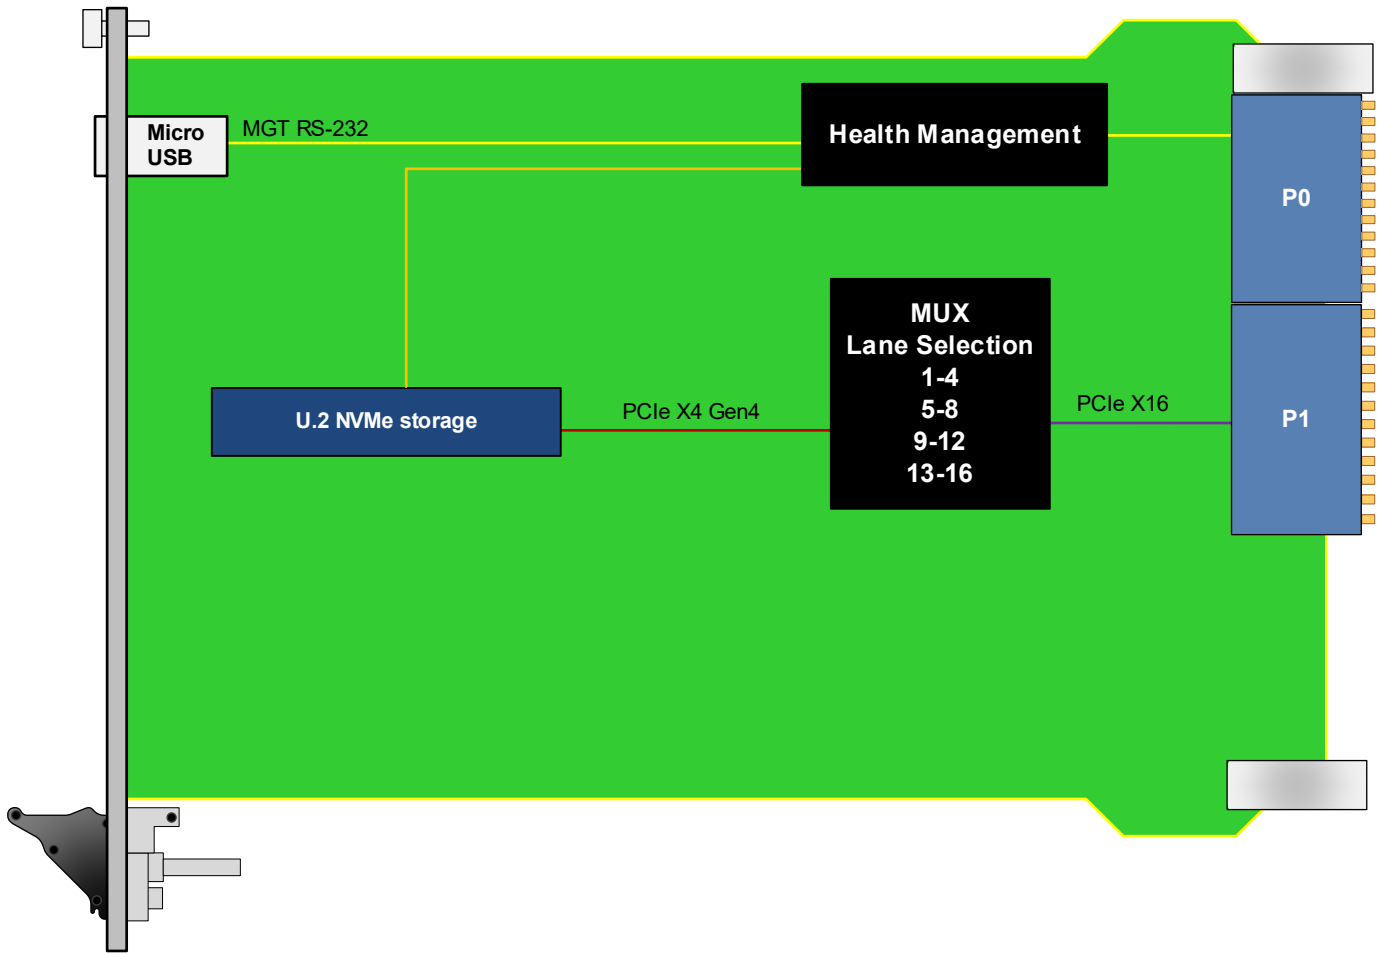 Micro
USB
MGT RS-232
Health Management
P0
MUX
Lane Selection
1-4
5-8
9-12
13-16
U.2 NVMe storage
PCIe X4 Gen4
PCIe X16
P1